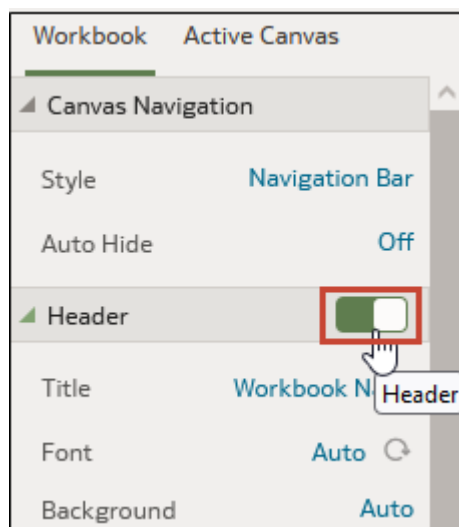 Workbook Active Canvas
Canvas Navigation
Style Navigation Bar
Auto Hide Off
Header
Title Workbook
Header
Font Auto
Background Auto